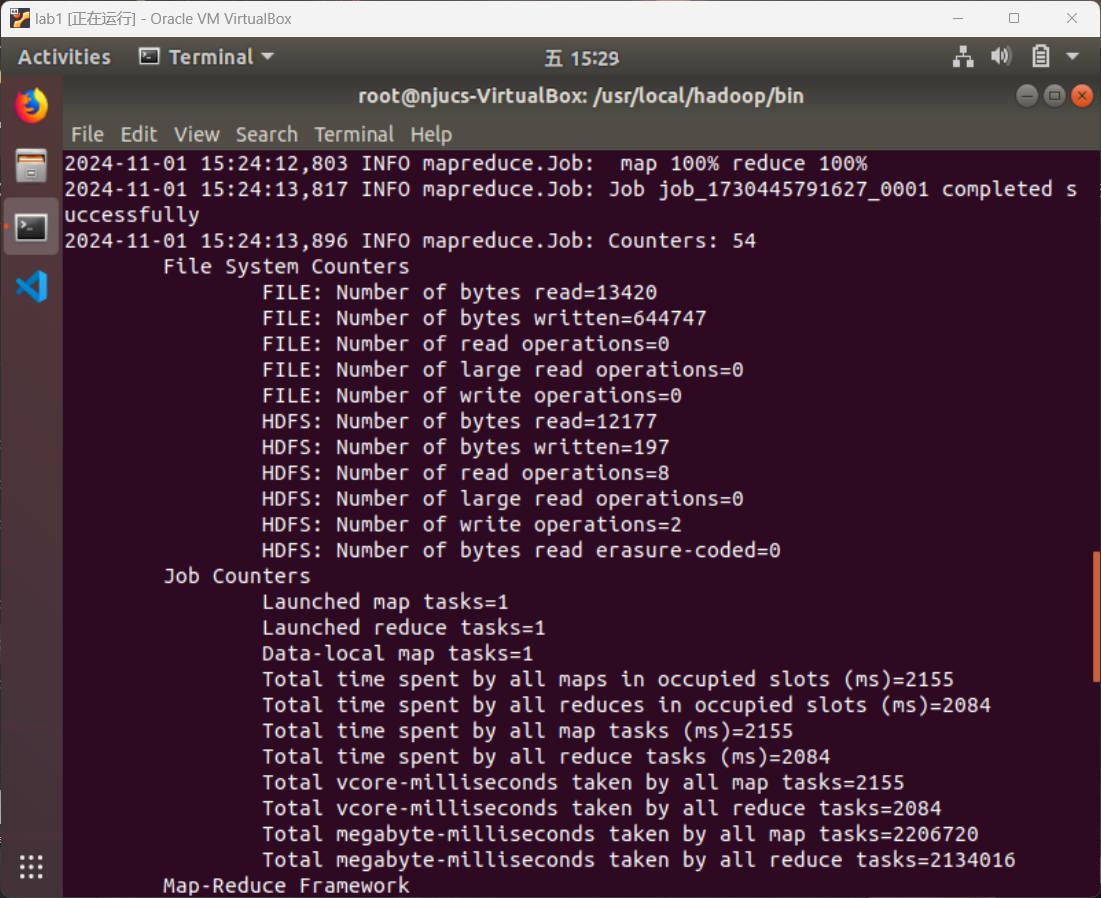 lab1 [正在运行] - Oracle VM VirtualBox
Activities Terminal 五 15:29
root@njucs-VirtualBox: /usr/local/hadoop/bin
File Edit View Search Terminal Help
2024-11-01 15:24:12,803 INFO mapreduce.Job:  map 100% reduce 100%
2024-11-01 15:24:13,817 INFO mapreduce.Job: Job job_1730445791627_0001 completed s
uccessfully
2024-11-01 15:24:13,896 INFO mapreduce.Job: Counters: 54
File System Counters
FILE: Number of bytes read=13420
FILE: Number of bytes written=644747
FILE: Number of read operations=0
FILE: Number of large read operations=0
FILE: Number of write operations=0
HDFS: Number of bytes read=12177
HDFS: Number of bytes written=197
HDFS: Number of read operations=8
HDFS: Number of large read operations=0
HDFS: Number of write operations=2
HDFS: Number of bytes read erasure-coded=0
Job Counters
Launched map tasks=1
Launched reduce tasks=1
Data-local map tasks=1
Total time spent by all maps in occupied slots (ms)=2155
Total time spent by all reduces in occupied slots (ms)=2084
Total time spent by all map tasks (ms)=2155
Total time spent by all reduce tasks (ms)=2084
Total vcore-milliseconds taken by all map tasks=2155
Total vcore-milliseconds taken by all reduce tasks=2084
Total megabyte-milliseconds taken by all map tasks=2206720
Total megabyte-milliseconds taken by all reduce tasks=2134016
Map-Reduce Framework